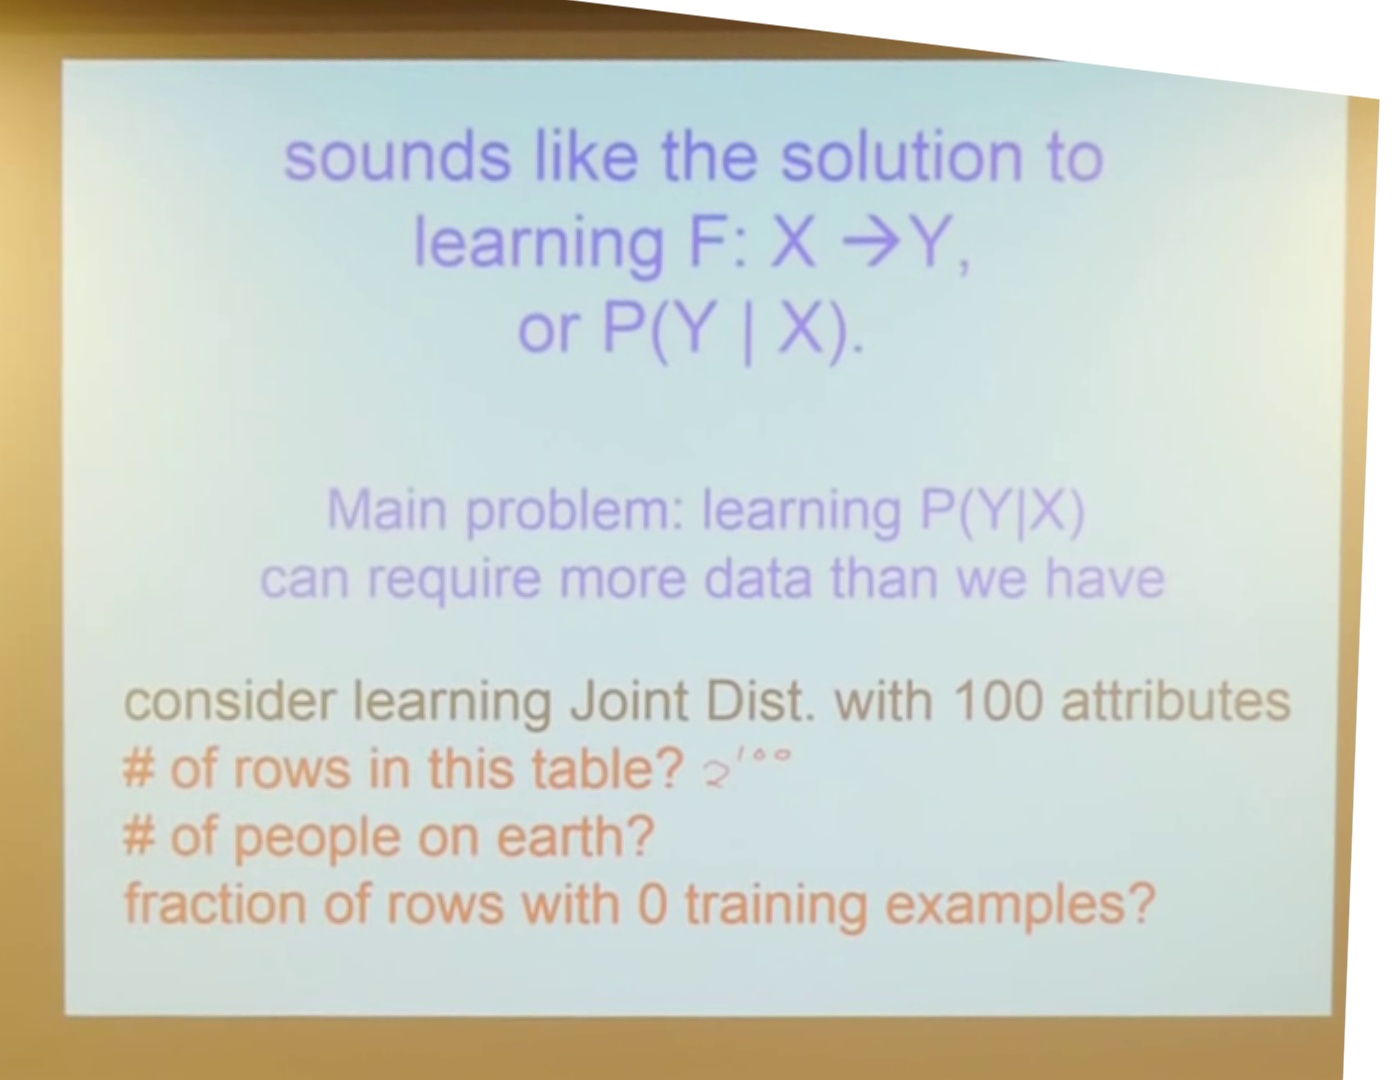 sounds like the solution to
learning F: X →Y,
or P(Y | X).
Main problem: learning P(Y|X)
can require more data than we have
consider learning Joint Dist. with 100 attributes
# of rows in this table? 2¹⁰⁰
# of people on earth?
fraction of rows with 0 training examples?